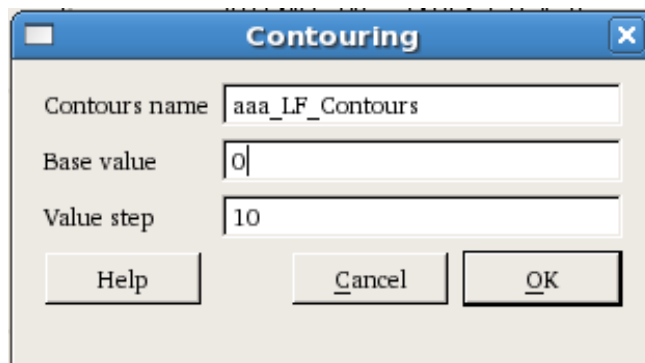 Contouring
Contours name aaa_LF_Contours
Base value 0
Value step 10
Help Cancel OK